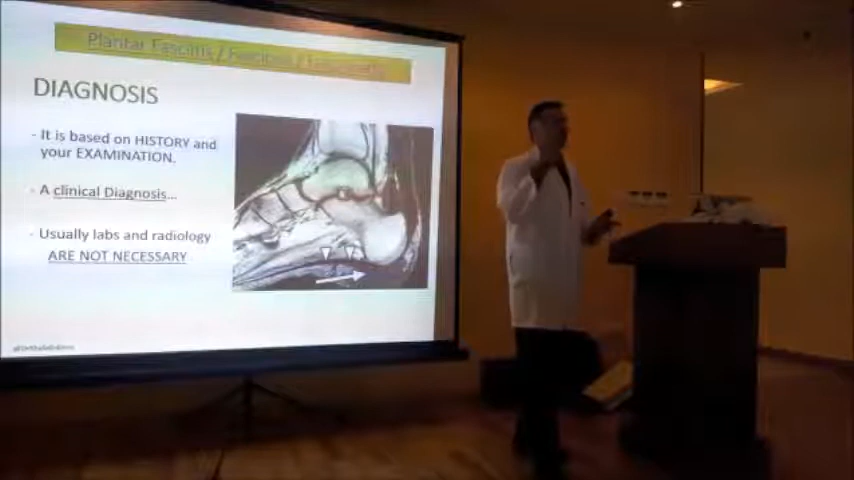 Plantar Fasciitis / Fasciosis /
DIAGNOSIS
- It is based on HISTORY and
your EXAMINATION.
- A clinical Diagnosis...
- Usually labs and radiology
ARE NOT NECESSARY